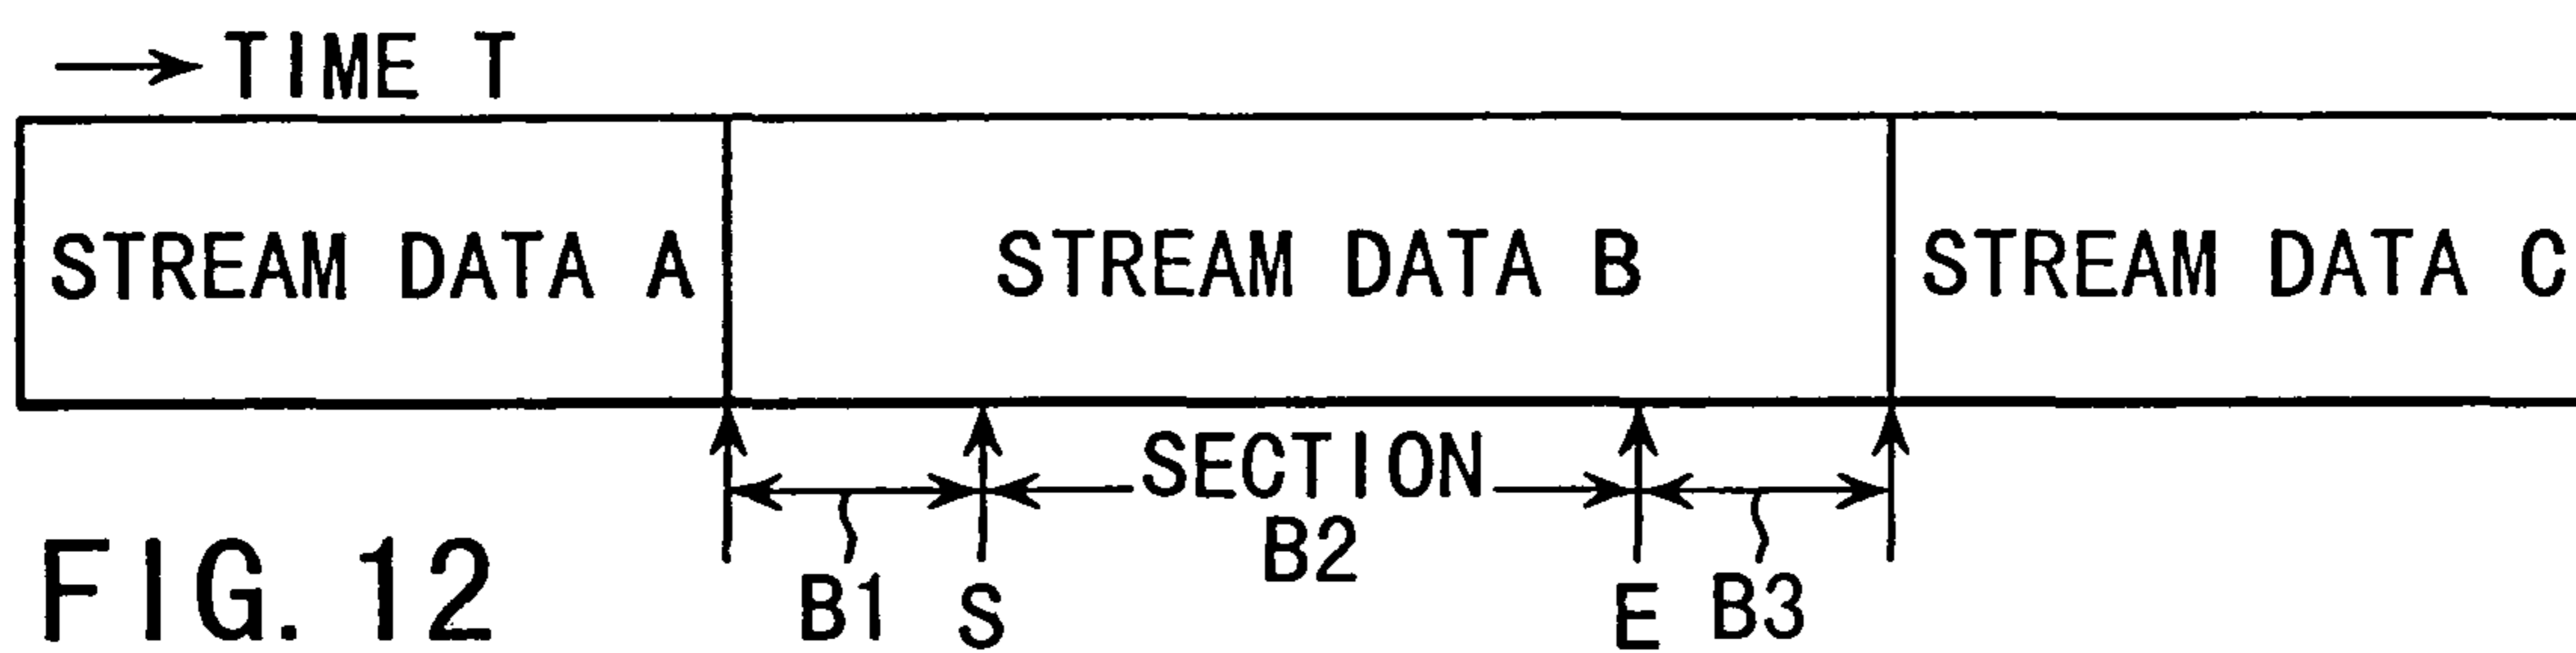 TIME T
STREAM DATA A
STREAM DATA B
STREAM DATA C
SECTION
B2
B1
S
E
B3
FIG. 12